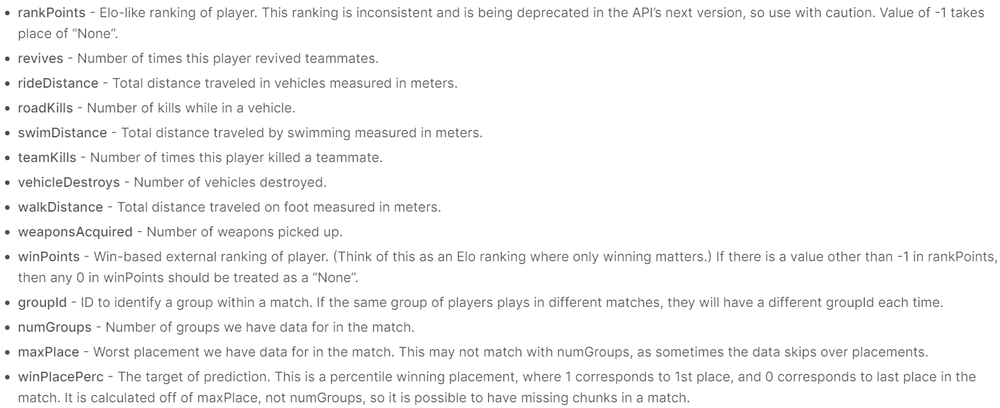 • rankPoints - Elo-like ranking of player. This ranking is inconsistent and is being deprecated in the API’s next version, so use with caution. Value of -1 takes
place of “None”.
• revives - Number of times this player revived teammates.
• rideDistance - Total distance traveled in vehicles measured in meters.
• roadKills - Number of kills while in a vehicle.
• swimDistance - Total distance traveled by swimming measured in meters.
• teamKills - Number of times this player killed a teammate.
• vehicleDestroys - Number of vehicles destroyed.
• walkDistance - Total distance traveled on foot measured in meters.
• weaponsAcquired - Number of weapons picked up.
• winPoints - Win-based external ranking of player. (Think of this as an Elo ranking where only winning matters.) If there is a value other than -1 in rankPoints,
then any 0 in winPoints should be treated as a “None”.
• groupId - ID to identify a group within a match. If the same group of players plays in different matches, they will have a different groupId each time.
• numGroups - Number of groups we have data for in the match.
• maxPlace - Worst placement we have data for in the match. This may not match with numGroups, as sometimes the data skips over placements.
• winPlacePerc - The target of prediction. This is a percentile winning placement, where 1 corresponds to 1st place, and 0 corresponds to last place in the
match. It is calculated off of maxPlace, not numGroups, so it is possible to have missing chunks in a match.